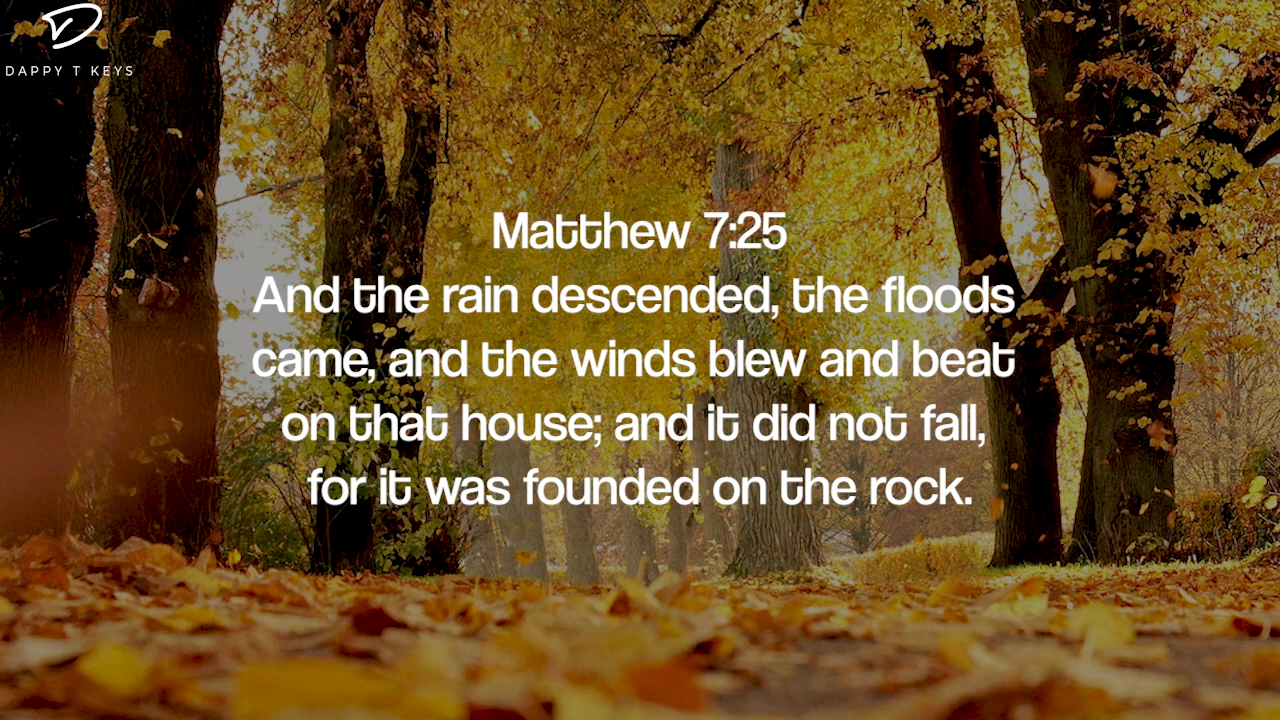 DAPPY T KEYS
Matthew 7:25
And the rain descended, the floods
came, and the winds blew and beat
on that house; and it did not fall,
for it was founded on the rock.